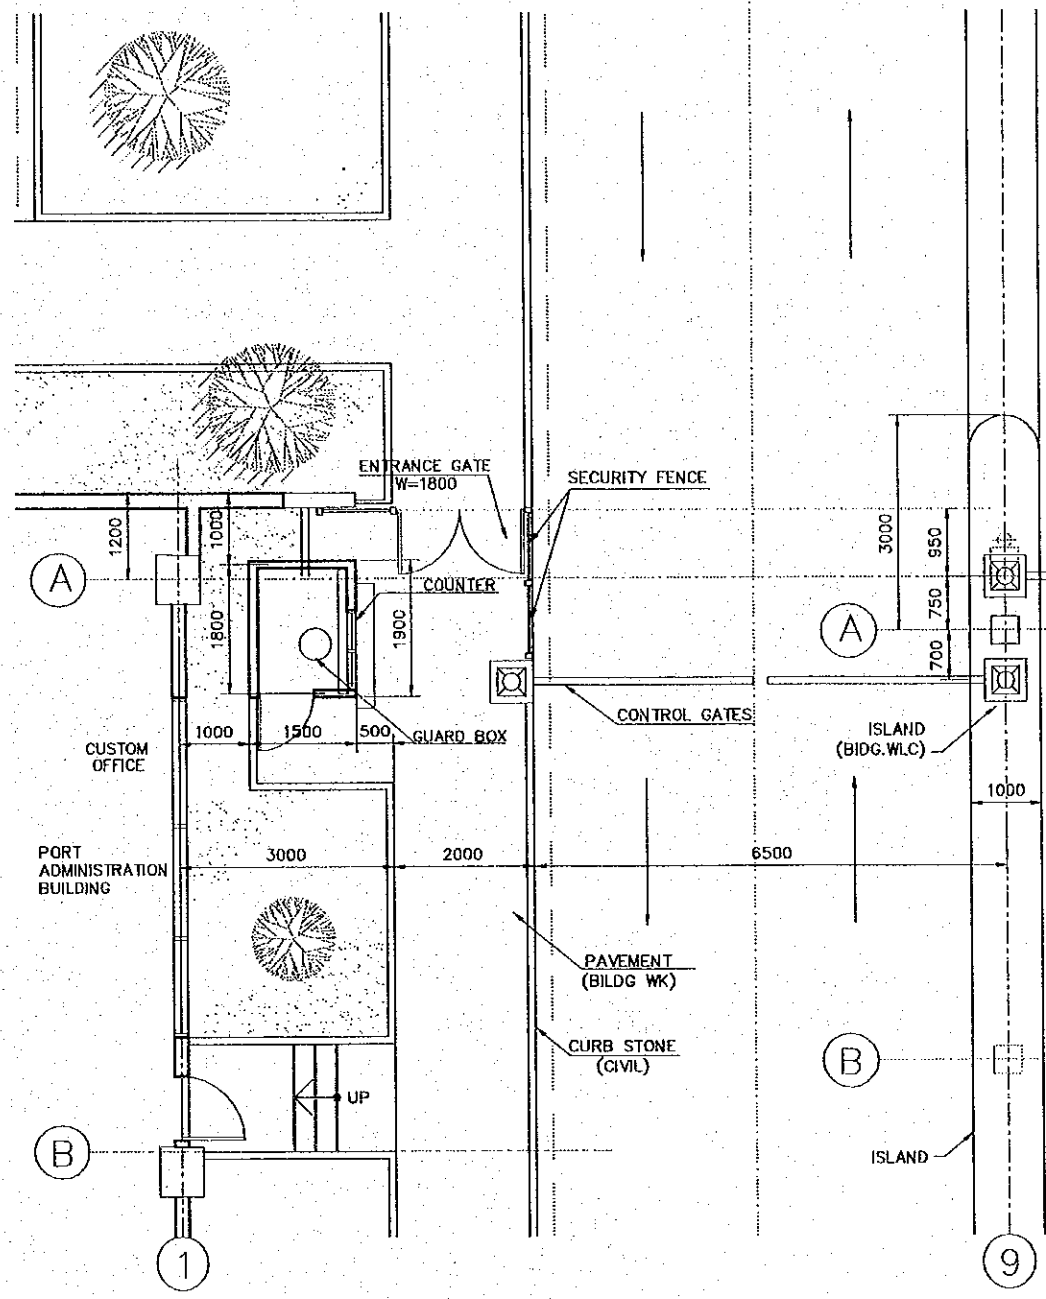 ENTRANCE GATE
W=1800
SECURITY FENCE
1200
1000
3000
950
A
COUNTER
1800
1900
750
A
700
CONTROL GATES
ISLAND
(BIDG.WLC)
1000
1500
500
GUARD BOX
CUSTOM
OFFICE
1000
PORT
ADMINISTRATION
BUILDING
3000
2000
6500
PAVEMENT
(BILDG WK)
CURB STONE
(CIVIL)
B
UP
B
ISLAND
1
9